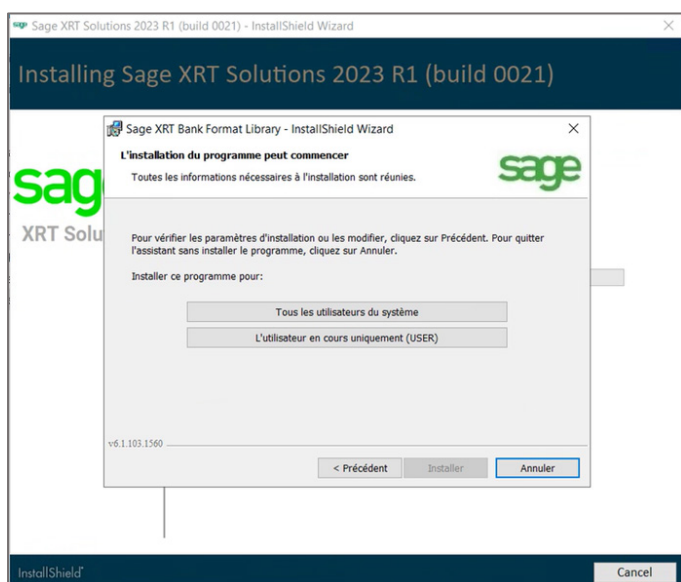 Sage XRT Solutions 2023 R1 (build 0021) - InstallShield Wizard
Installing Sage XRT Solutions 2023 R1 (build 0021)
Sage XRT Bank Format Library - InstallShield Wizard
L'installation du programme peut commencer
Toutes les informations nécessaires à l'installation sont réunies.
sage
sag
XRT Solu
Pour vérifier les paramètres d'installation ou les modifier, cliquez sur Précédent. Pour quitter
l'assistant sans installer le programme, cliquez sur Annuler.
Installer ce programme pour:
Tous les utilisateurs du système
L'utilisateur en cours uniquement (USER)
v6.1.103.1560
< Précédent Installer Annuler
InstallShield
Cancel